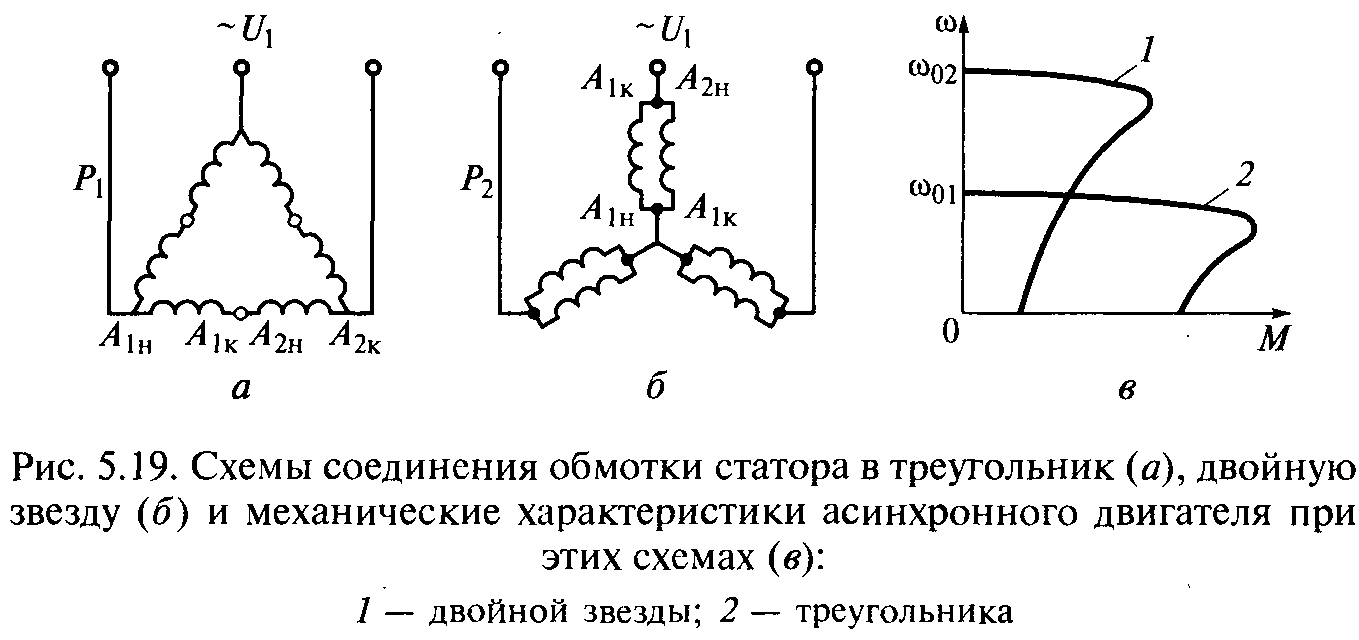 ~U₁
P₁
A₁н A₁к A₂н A₂к
а
~U₁
A₁к A₂н
P₂
A₁н A₁к
б
ω
ω₀₂
1
ω₀₁
2
0
M
в
Рис. 5.19. Схемы соединения обмотки статора в треугольник (а), двойную
звезду (б) и механические характеристики асинхронного двигателя при
этих схемах (в):
1 — двойной звезды; 2 — треугольника